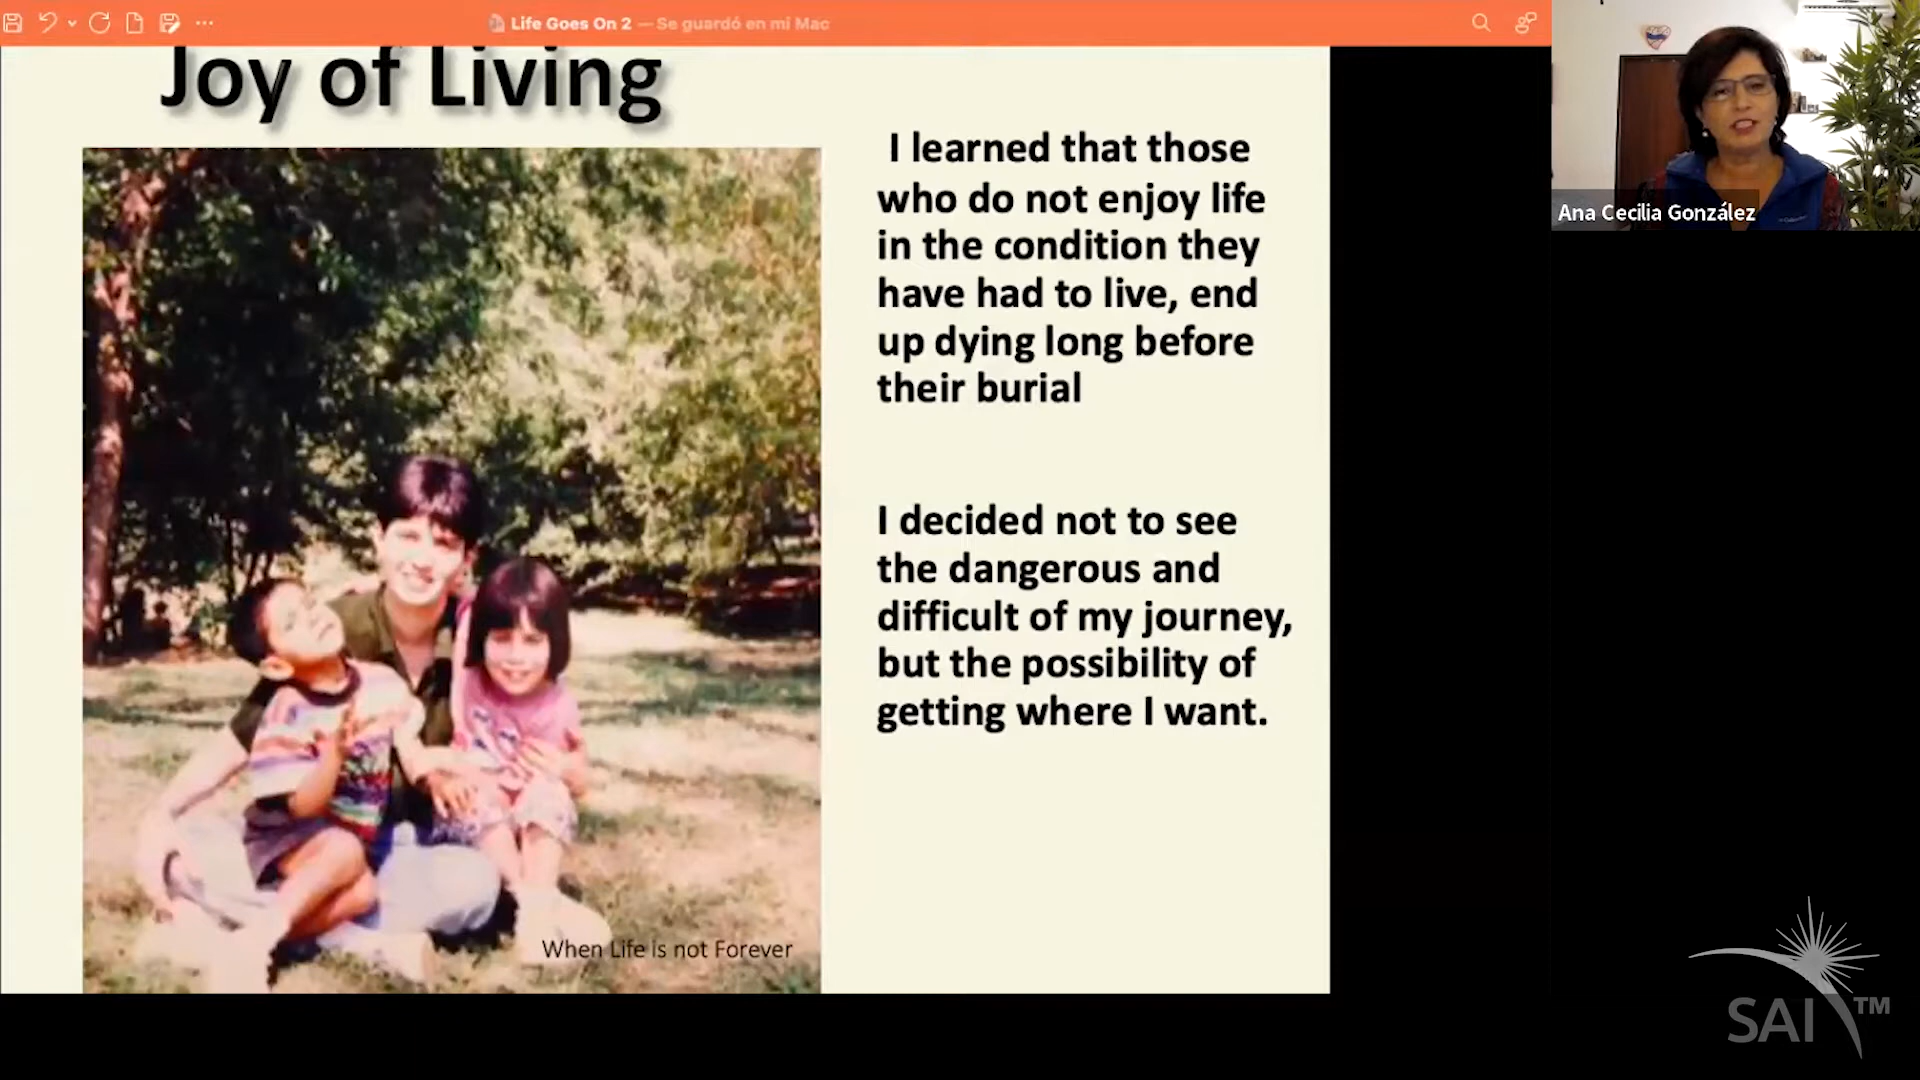 Life Goes On 2 — Se guardó en mi Mac
Joy of Living
I learned that those
who do not enjoy life
in the condition they
have had to live, end
up dying long before
their burial
I decided not to see
the dangerous and
difficult of my journey,
but the possibility of
getting where I want.
When Life is not Forever
Ana Cecilia González
SAI TM